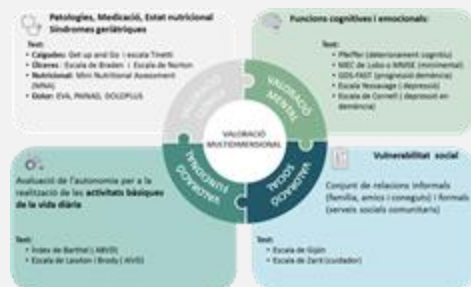 Patologies, Medicació, Estat nutricional
Síndromes geriàtriques
Test:
• Caigudes: Get up and Go i escala Tinetti
• Úlceres: Escala de Braden i Escala de Norton
• Nutricional: Mini Nutritional Assessment
(MNA)
• Dolor: EVA, PAINAD, DOLOPLUS
Funcions cognitives i emocionals:
Test:
• Pfeiffer (deteriorament cognitiu)
• MEC de Lobo o MMSE (minimental)
• GDS-FAST (progressió demència)
• Escala Yesavage (depressió)
• Escala de Cornell (depressió en
demència)
VALORACIÓ
MENTAL
VALORACIÓ
MULTIDIMENSIONAL
VALORACIÓ
FUNCIONAL
VALORACIÓ
SOCIAL
Avaluació de l'autonomia per a la
realització de les activitats bàsiques
de la vida diària
Test:
• Índex de Barthel (ABVD)
• Escala de Lawton i Brody (AIVD)
Vulnerabilitat social
Conjunt de relacions informals
(família, amics i coneguts) i formals
(serveis socials comunitaris)
Test:
• Escala de Gijón
• Escala de Zarit (cuidador)